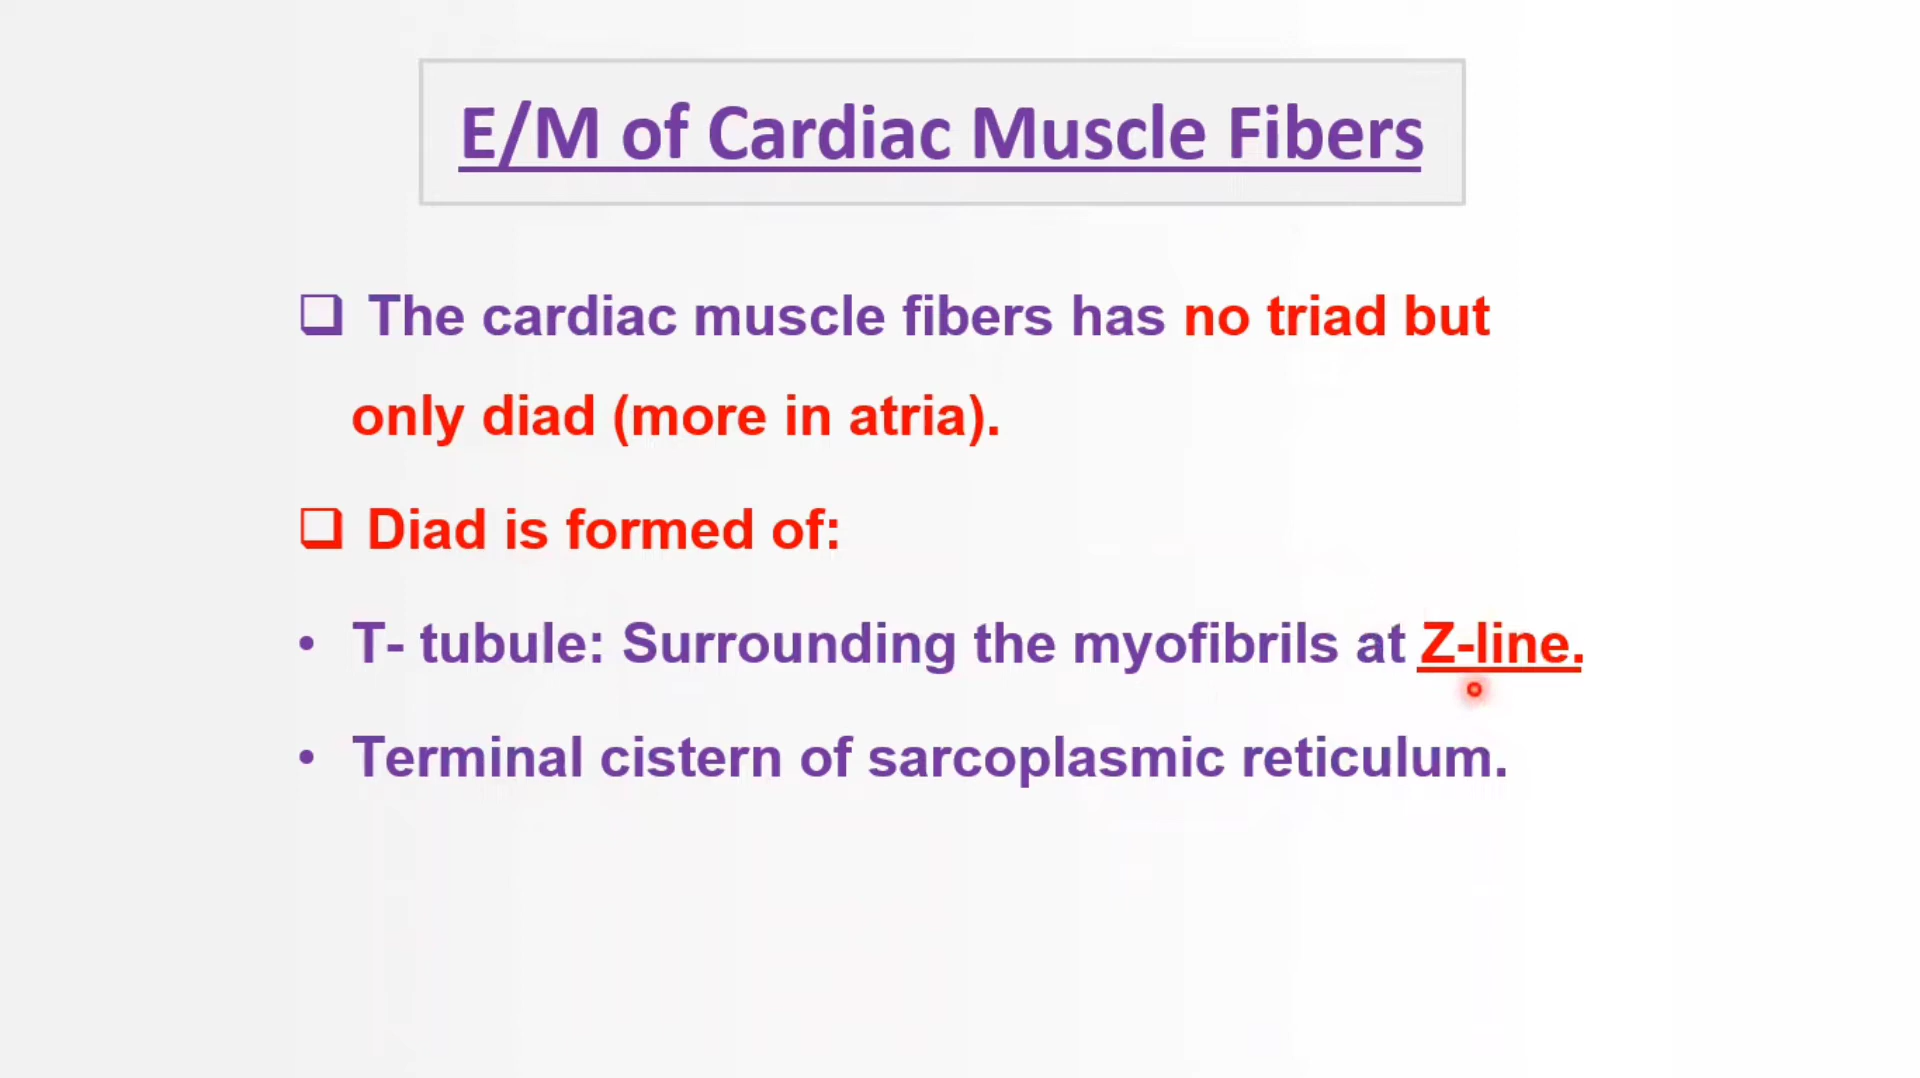 E/M of Cardiac Muscle Fibers
The cardiac muscle fibers has no triad but
only diad (more in atria).
Diad is formed of:
• T- tubule: Surrounding the myofibrils at Z-line.
• Terminal cistern of sarcoplasmic reticulum.